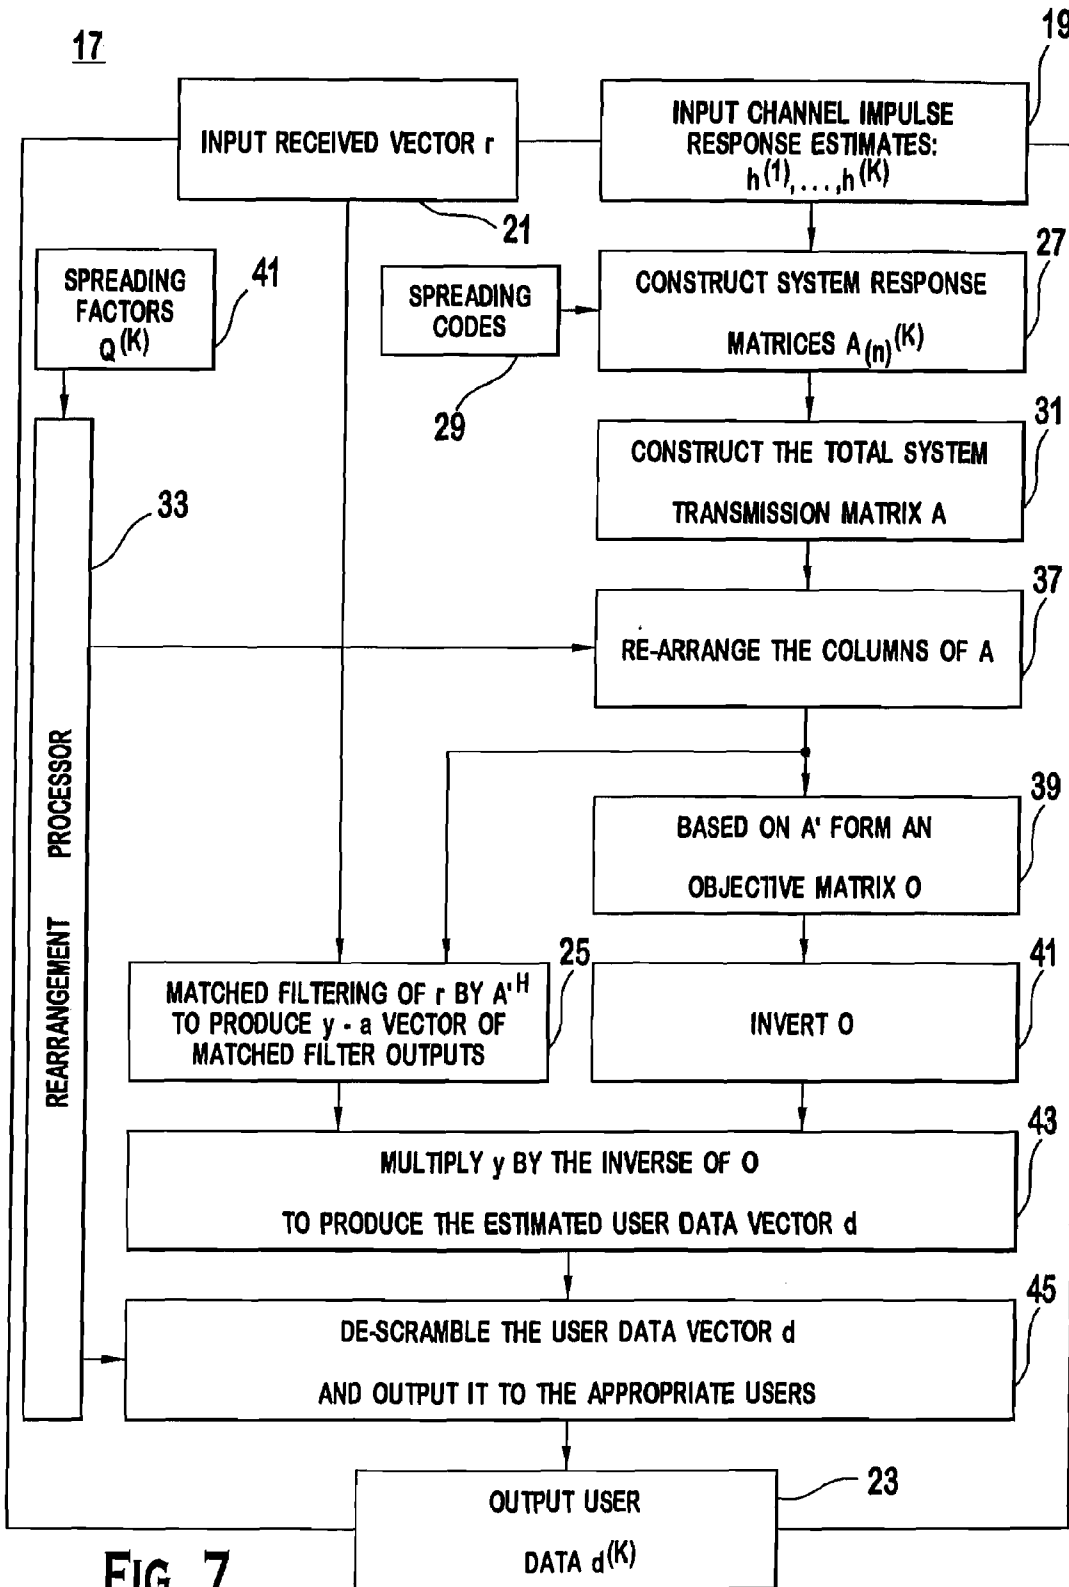 17
19
INPUT RECEIVED VECTOR r
INPUT CHANNEL IMPULSE
RESPONSE ESTIMATES:
h(1),...,h(K)
21
41
SPREADING
FACTORS
Q(K)
SPREADING
CODES
29
27
CONSTRUCT SYSTEM RESPONSE
MATRICES A(n)(K)
31
CONSTRUCT THE TOTAL SYSTEM
TRANSMISSION MATRIX A
33
REARRANGEMENT PROCESSOR
37
RE-ARRANGE THE COLUMNS OF A
39
BASED ON A' FORM AN
OBJECTIVE MATRIX O
25
MATCHED FILTERING OF r BY A'H
TO PRODUCE y - a VECTOR OF
MATCHED FILTER OUTPUTS
41
INVERT O
43
MULTIPLY y BY THE INVERSE OF O
TO PRODUCE THE ESTIMATED USER DATA VECTOR d
45
DE-SCRAMBLE THE USER DATA VECTOR d
AND OUTPUT IT TO THE APPROPRIATE USERS
23
OUTPUT USER
DATA d(K)
FIG. 7